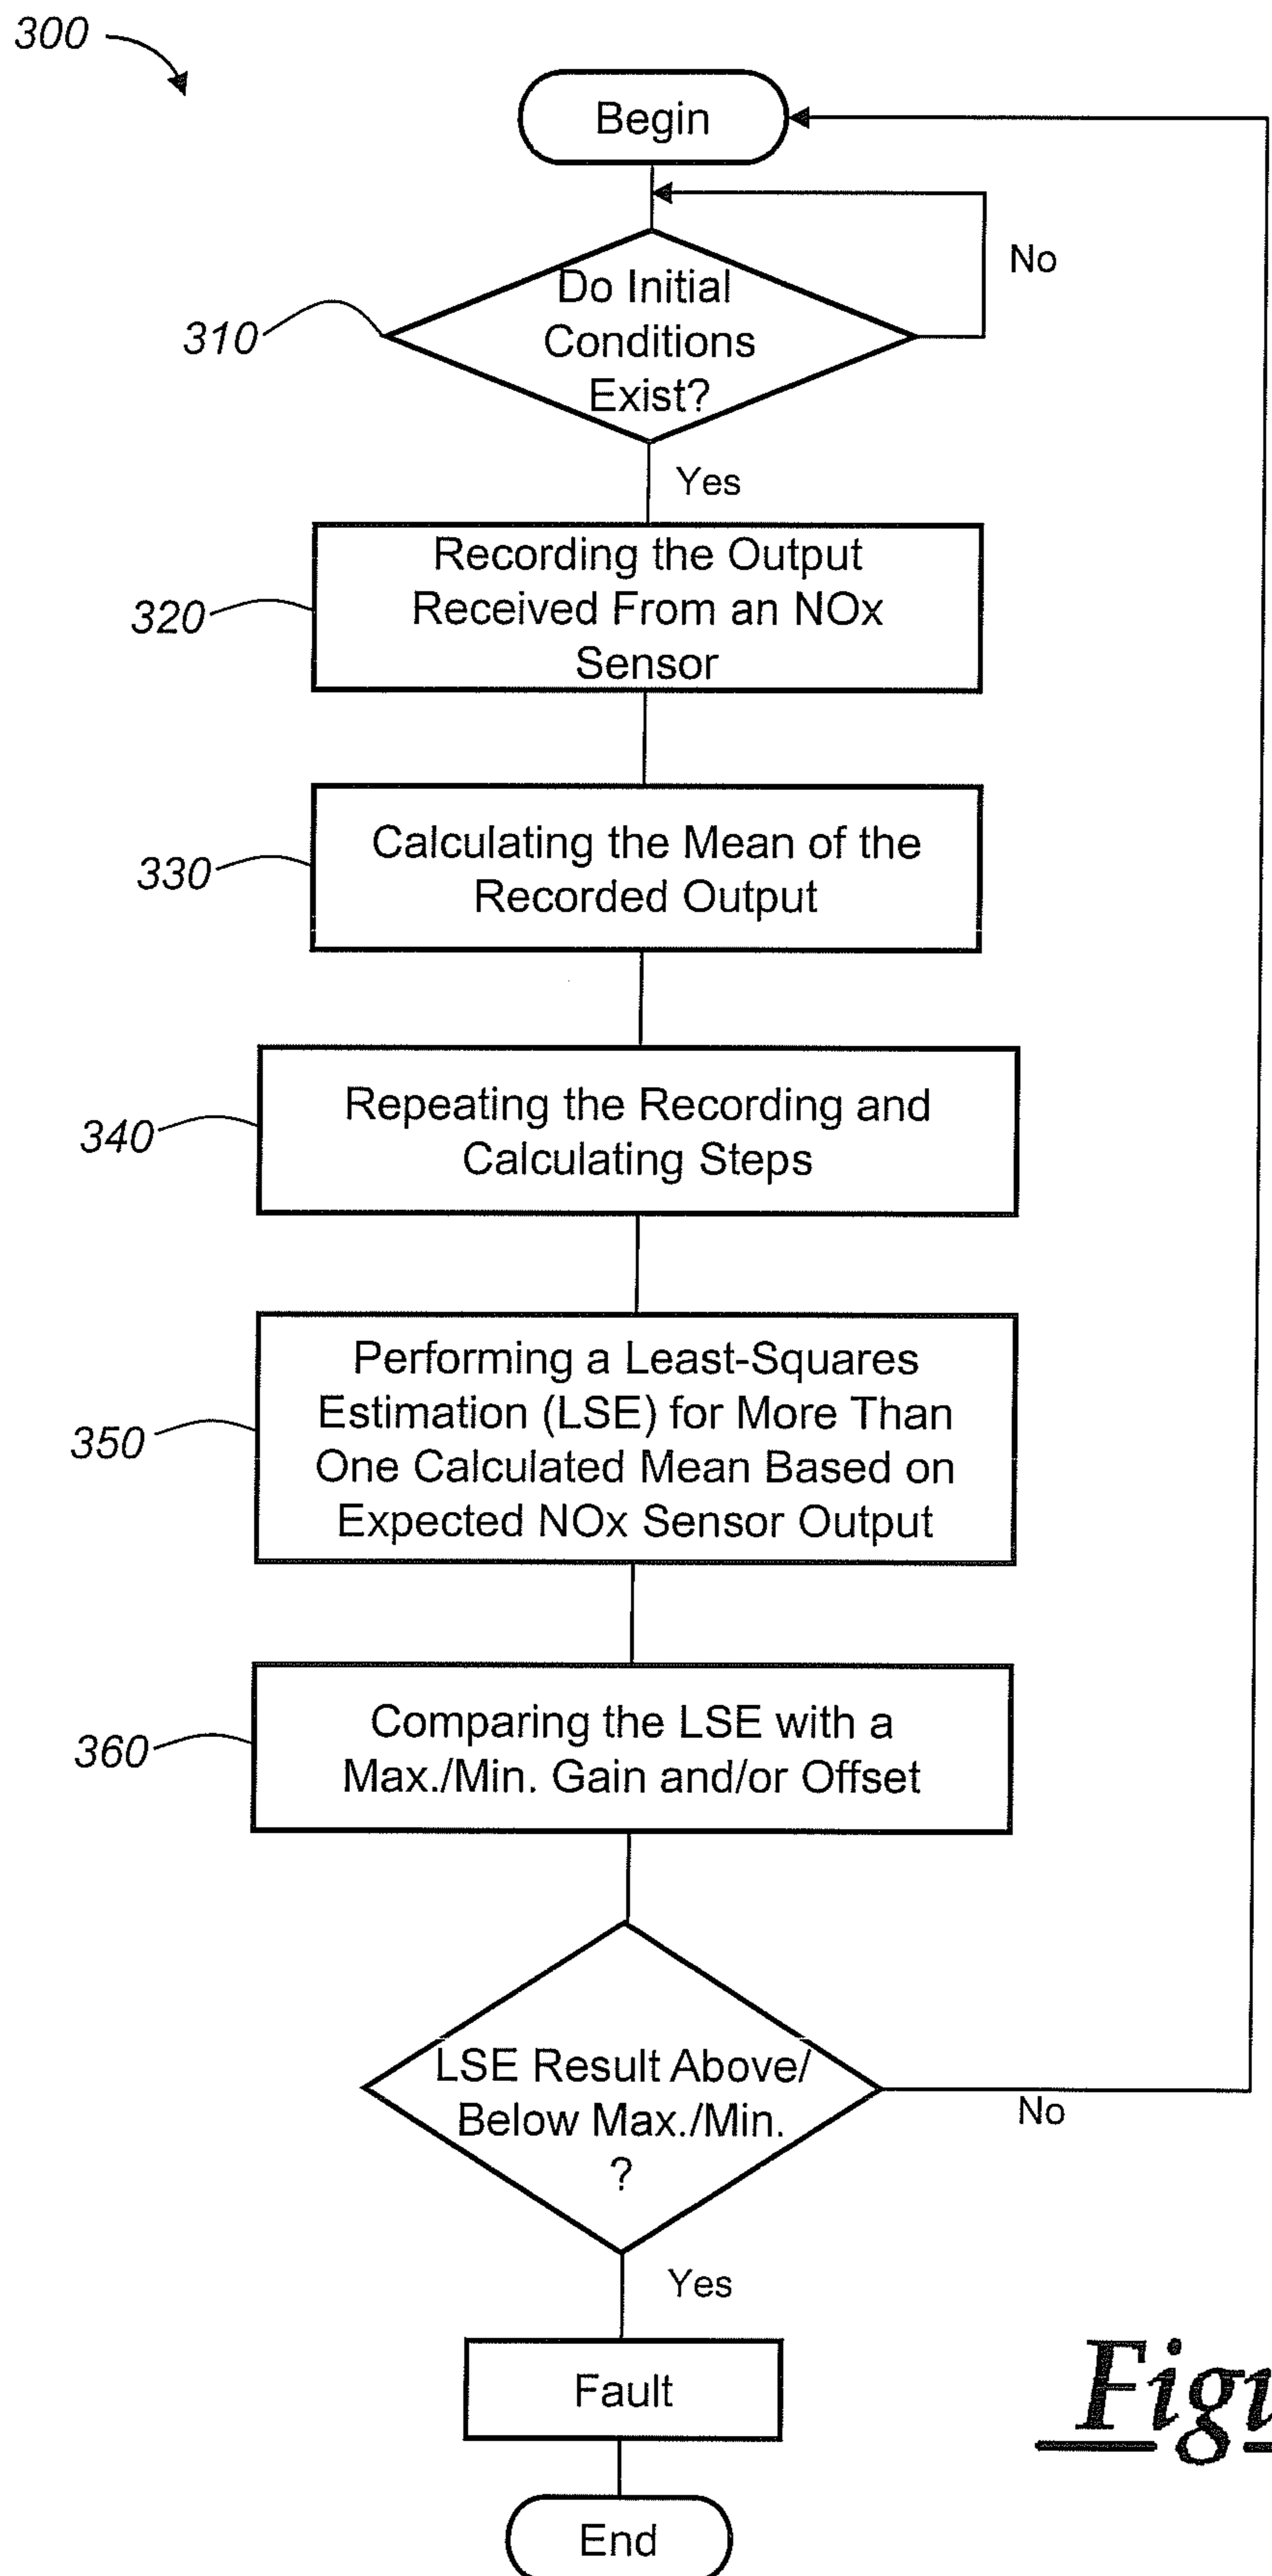 300
Begin
No
Do Initial
Conditions
Exist?
310
Yes
Recording the Output
Received From an NOx
Sensor
320
Calculating the Mean of the
Recorded Output
330
Repeating the Recording and
Calculating Steps
340
Performing a Least-Squares
Estimation (LSE) for More Than
One Calculated Mean Based on
Expected NOx Sensor Output
350
Comparing the LSE with a
Max./Min. Gain and/or Offset
360
LSE Result Above/
Below Max./Min.
?
No
Yes
Fault
End